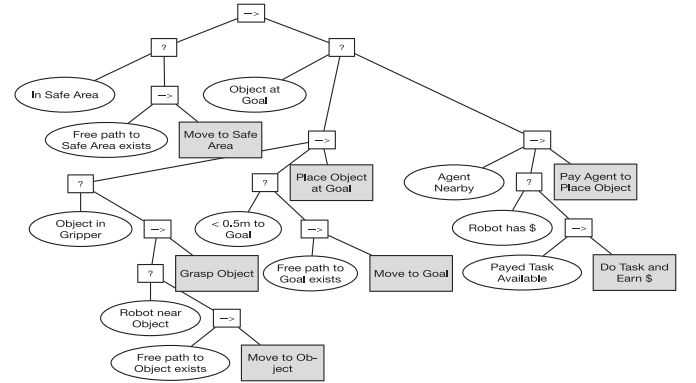 —>
?
?
In Safe Area
—>
Object at
Goal
Free path to
Safe Area exists
Move to Safe
Area
—>
—>
?
?
Place Object
at Goal
Agent
Nearby
?
Pay Agent to
Place Object
Object in
Gripper
—>
< 0.5m to
Goal
—>
Robot has $
—>
?
Grasp Object
Free path to
Goal exists
Move to Goal
Payed Task
Available
Do Task and
Earn $
Robot near
Object
—>
Free path to
Object exists
Move to Ob-
ject